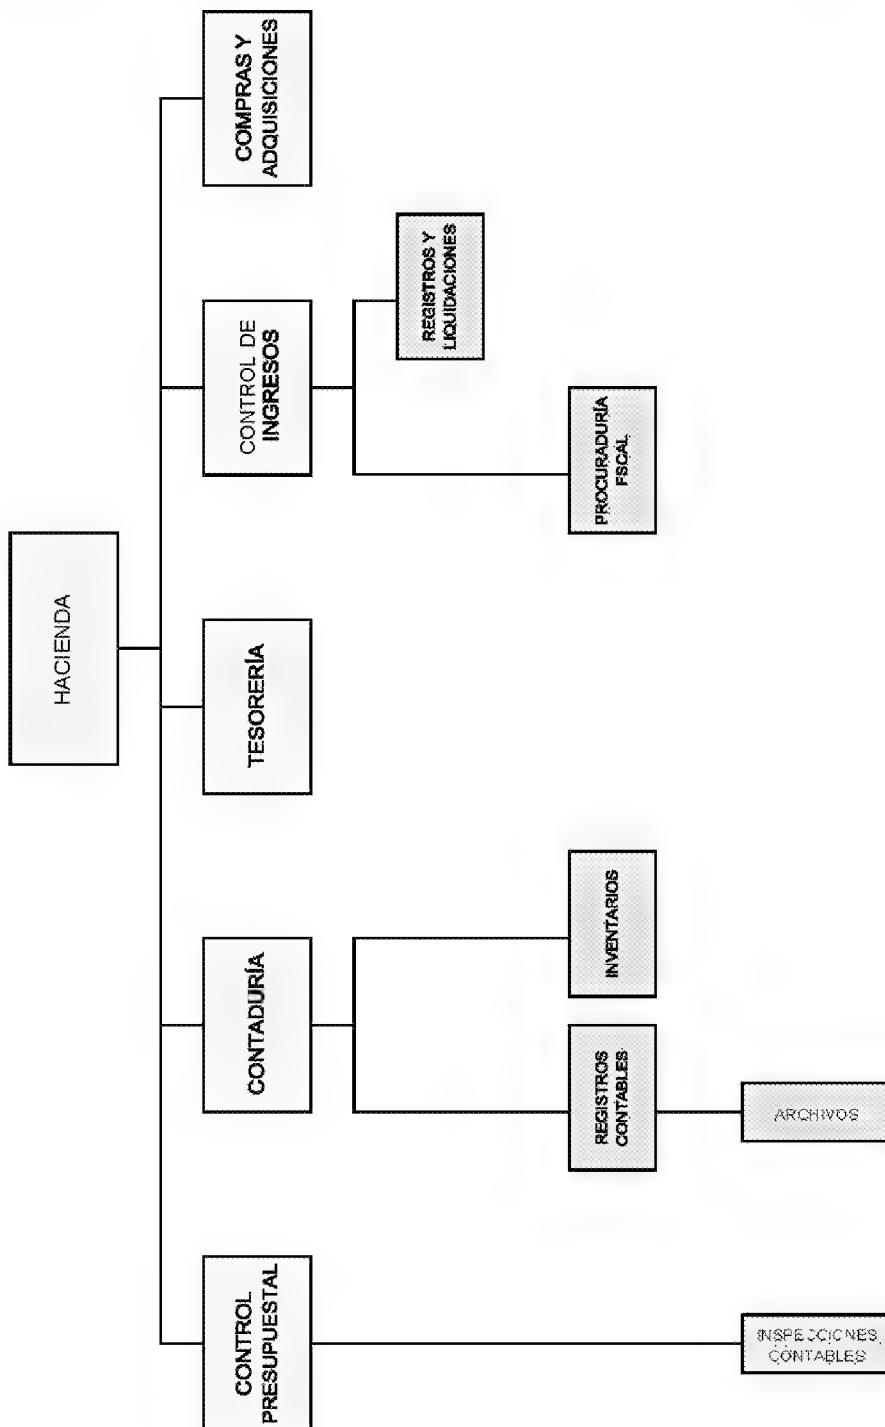 HACIENDA
CONTROL
PRESUPUESTAL
CONTADURÍA
TESORERÍA
CONTROL DE
INGRESOS
COMPRAS Y
ADQUISICIONES
REGISTROS Y
LIQUIDACIONES
REGISTROS
CONTABLES
INVENTARIOS
PROCURADURÍA
FSCAL
INSPECCIONES
CONTABLES
ARCHIVOS